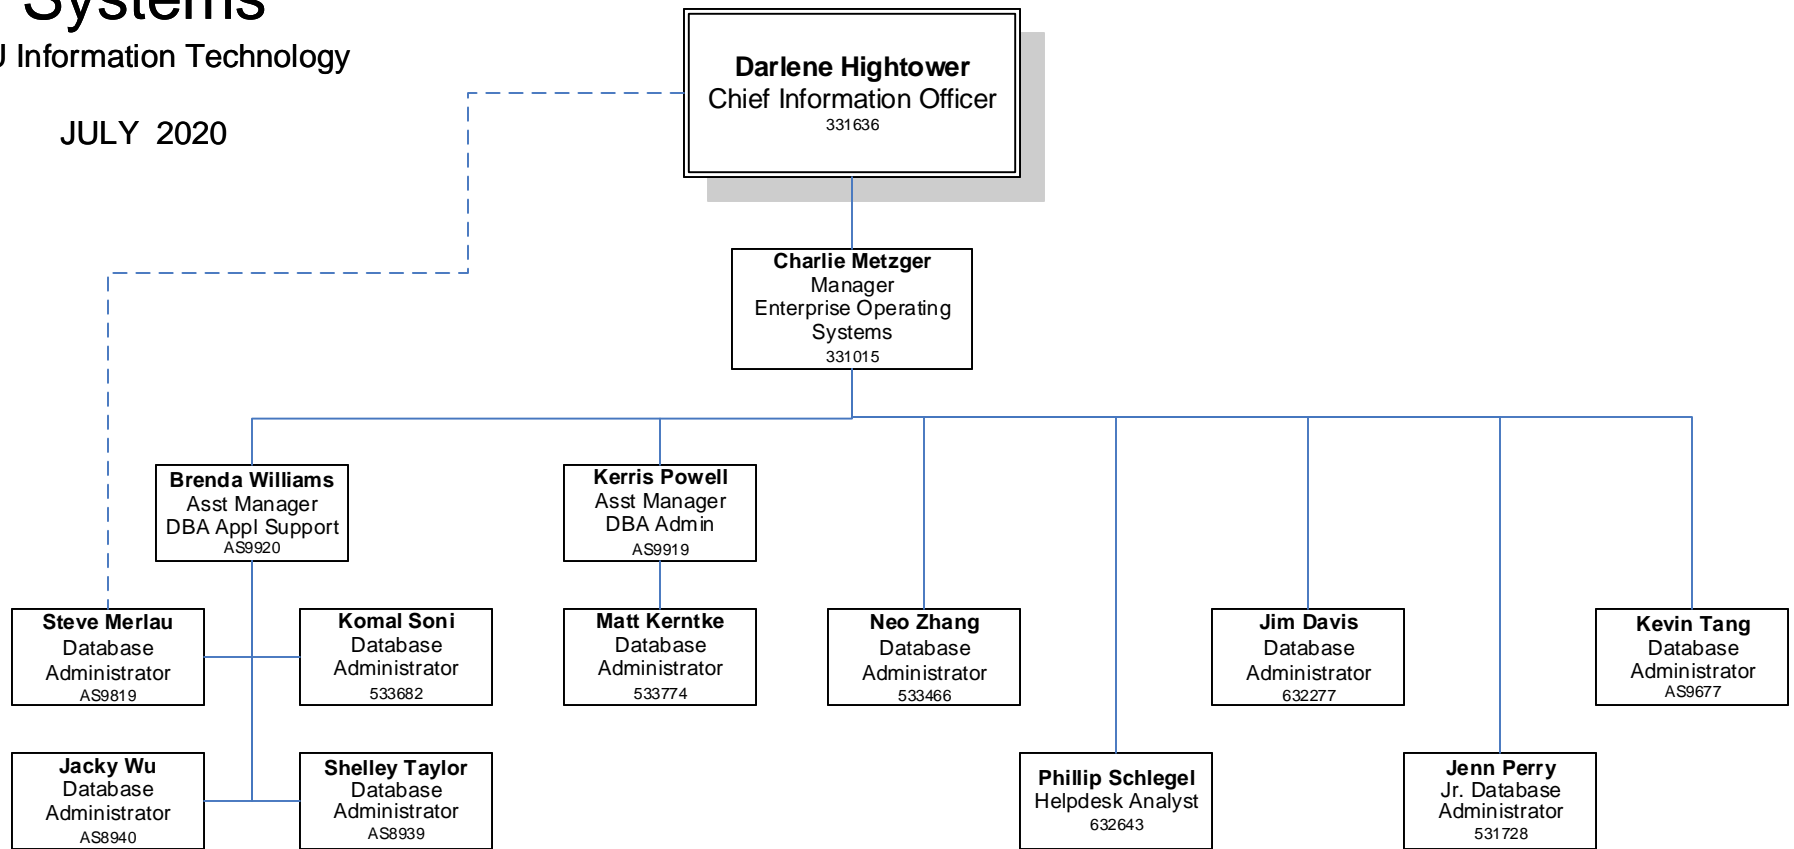 Systems
Information Technology
JULY 2020
Darlene Hightower
Chief Information Officer
331636
Charlie Metzger
Manager
Enterprise Operating
Systems
331015
Brenda Williams
Asst Manager
DBA Appl Support
AS9920
Kerris Powell
Asst Manager
DBA Admin
AS9919
Steve Merlau
Database
Administrator
AS9819
Komal Soni
Database
Administrator
533682
Matt Kerntke
Database
Administrator
533774
Neo Zhang
Database
Administrator
533466
Jim Davis
Database
Administrator
632277
Kevin Tang
Database
Administrator
AS9677
Jacky Wu
Database
Administrator
AS8940
Shelley Taylor
Database
Administrator
AS8939
Phillip Schlegel
Helpdesk Analyst
632643
Jenn Perry
Jr. Database
Administrator
531728